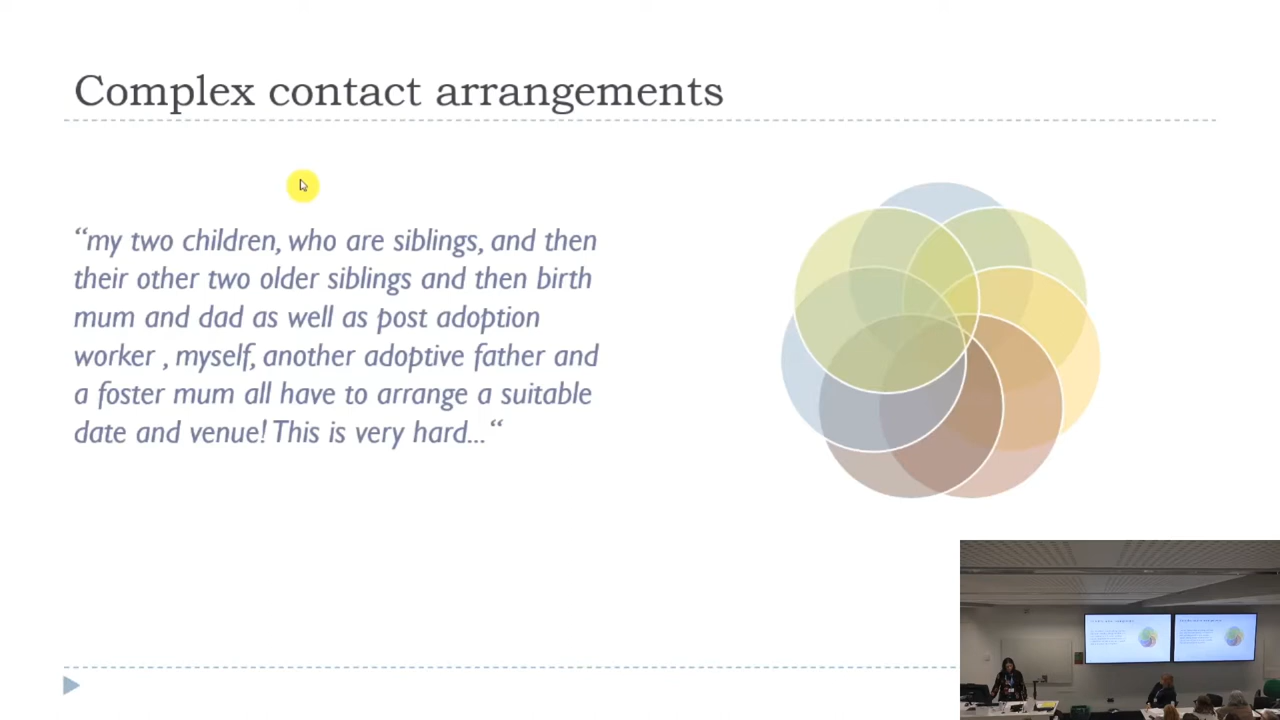 Complex contact arrangements
“my two children, who are siblings, and then
their other two older siblings and then birth
mum and dad as well as post adoption
worker , myself, another adoptive father and
a foster mum all have to arrange a suitable
date and venue! This is very hard... “